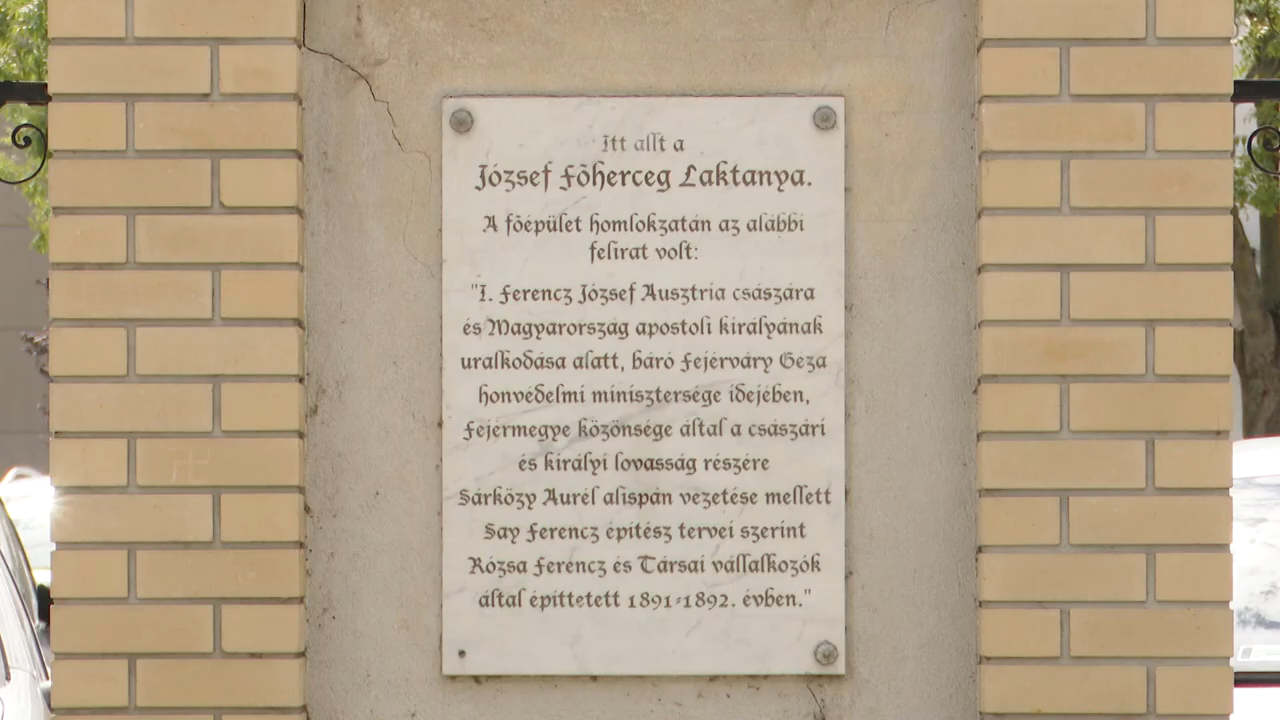 Itt állt a
József Főherceg Laktanya.
A főépület homlokzatán az alábbi
felirat volt:
"I. Ferencz József Ausztria császára
és Magyarország apostoli királyának
uralkodása alatt, báró Fejérváry Géza
honvédelmi minisztersége idejében,
Fejérmegye közönsége által a császári
és királyi lovasság részére
Sárközy Aurél alispán vezetése mellett
Say Ferencz építész tervei szerint
Rózsa Ferencz és Társai vállalkozók
által építtetett 1891-1892. évben."